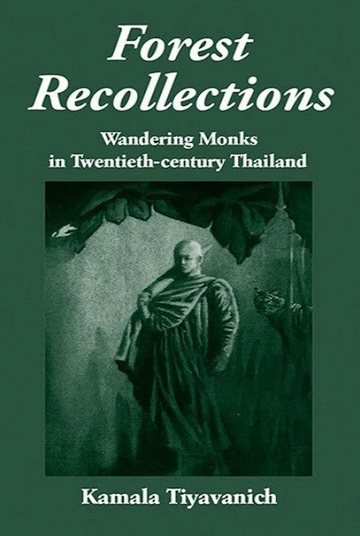 Forest
Recollections
Wandering Monks
in Twentieth-century Thailand
Kamala Tiyavanich